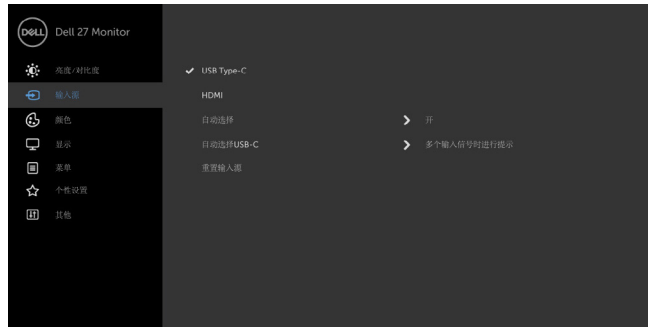 DELL
Dell 27 Monitor
亮度/对比度
输入源
颜色
显示
菜单
个性设置
其他
USB Type-C
HDMI
自动选择
开
自动选择USB-C
多个输入信号时进行提示
重置输入源